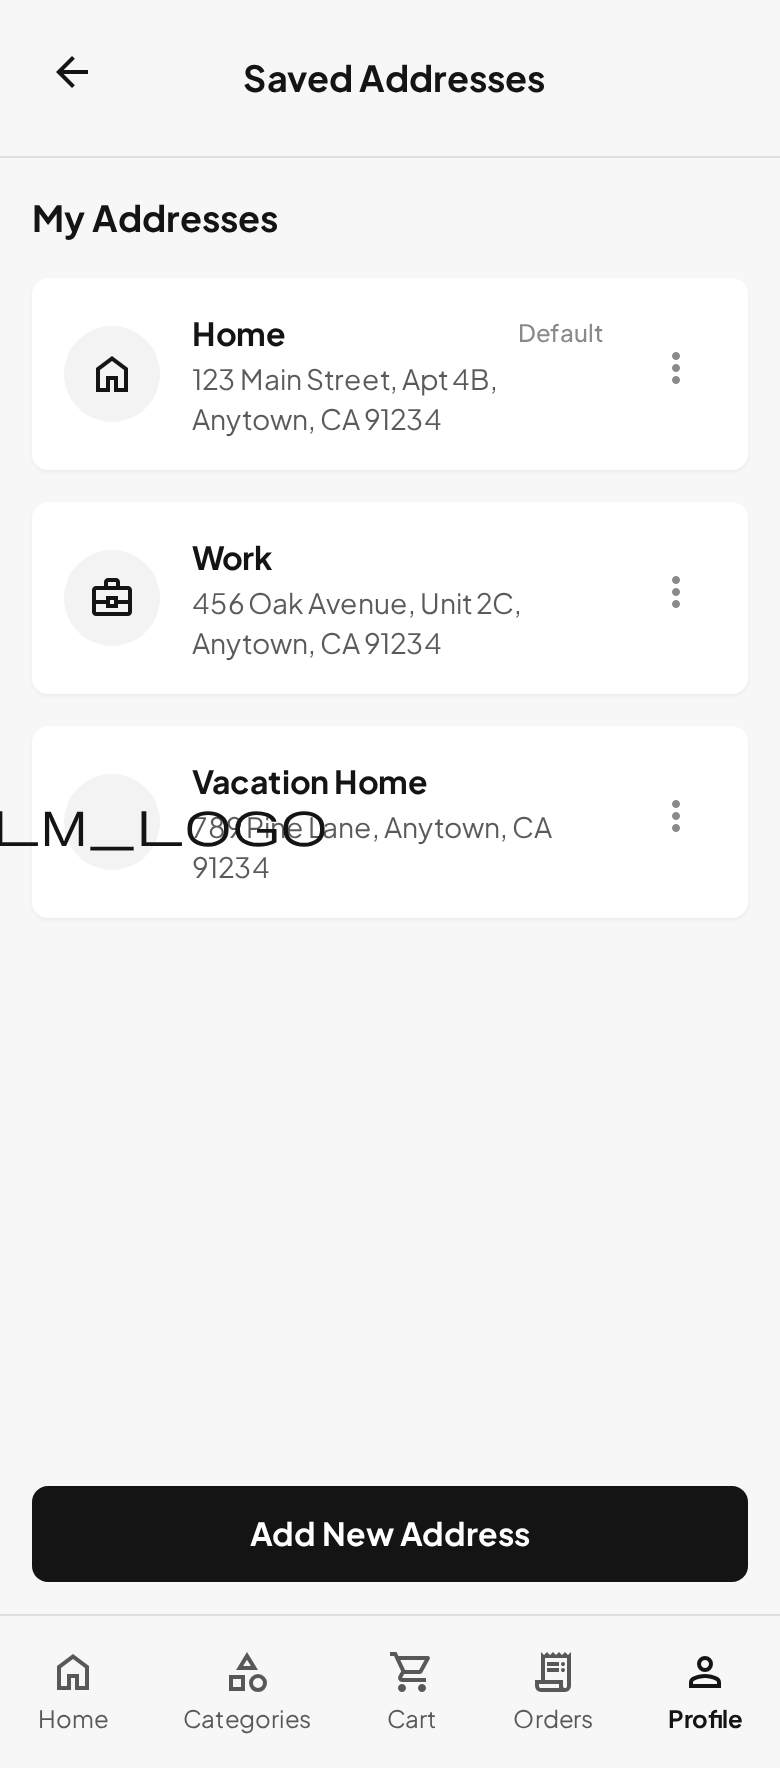 Saved Addresses
My Addresses
Home
Default
123 Main Street, Apt 4B,
Anytown, CA 91234
Work
456 Oak Avenue, Unit 2C,
Anytown, CA 91234
Vacation Home
LM_LOGO
789 Pine Lane, Anytown, CA
91234
Add New Address
Home
Categories
Cart
Orders
Profile